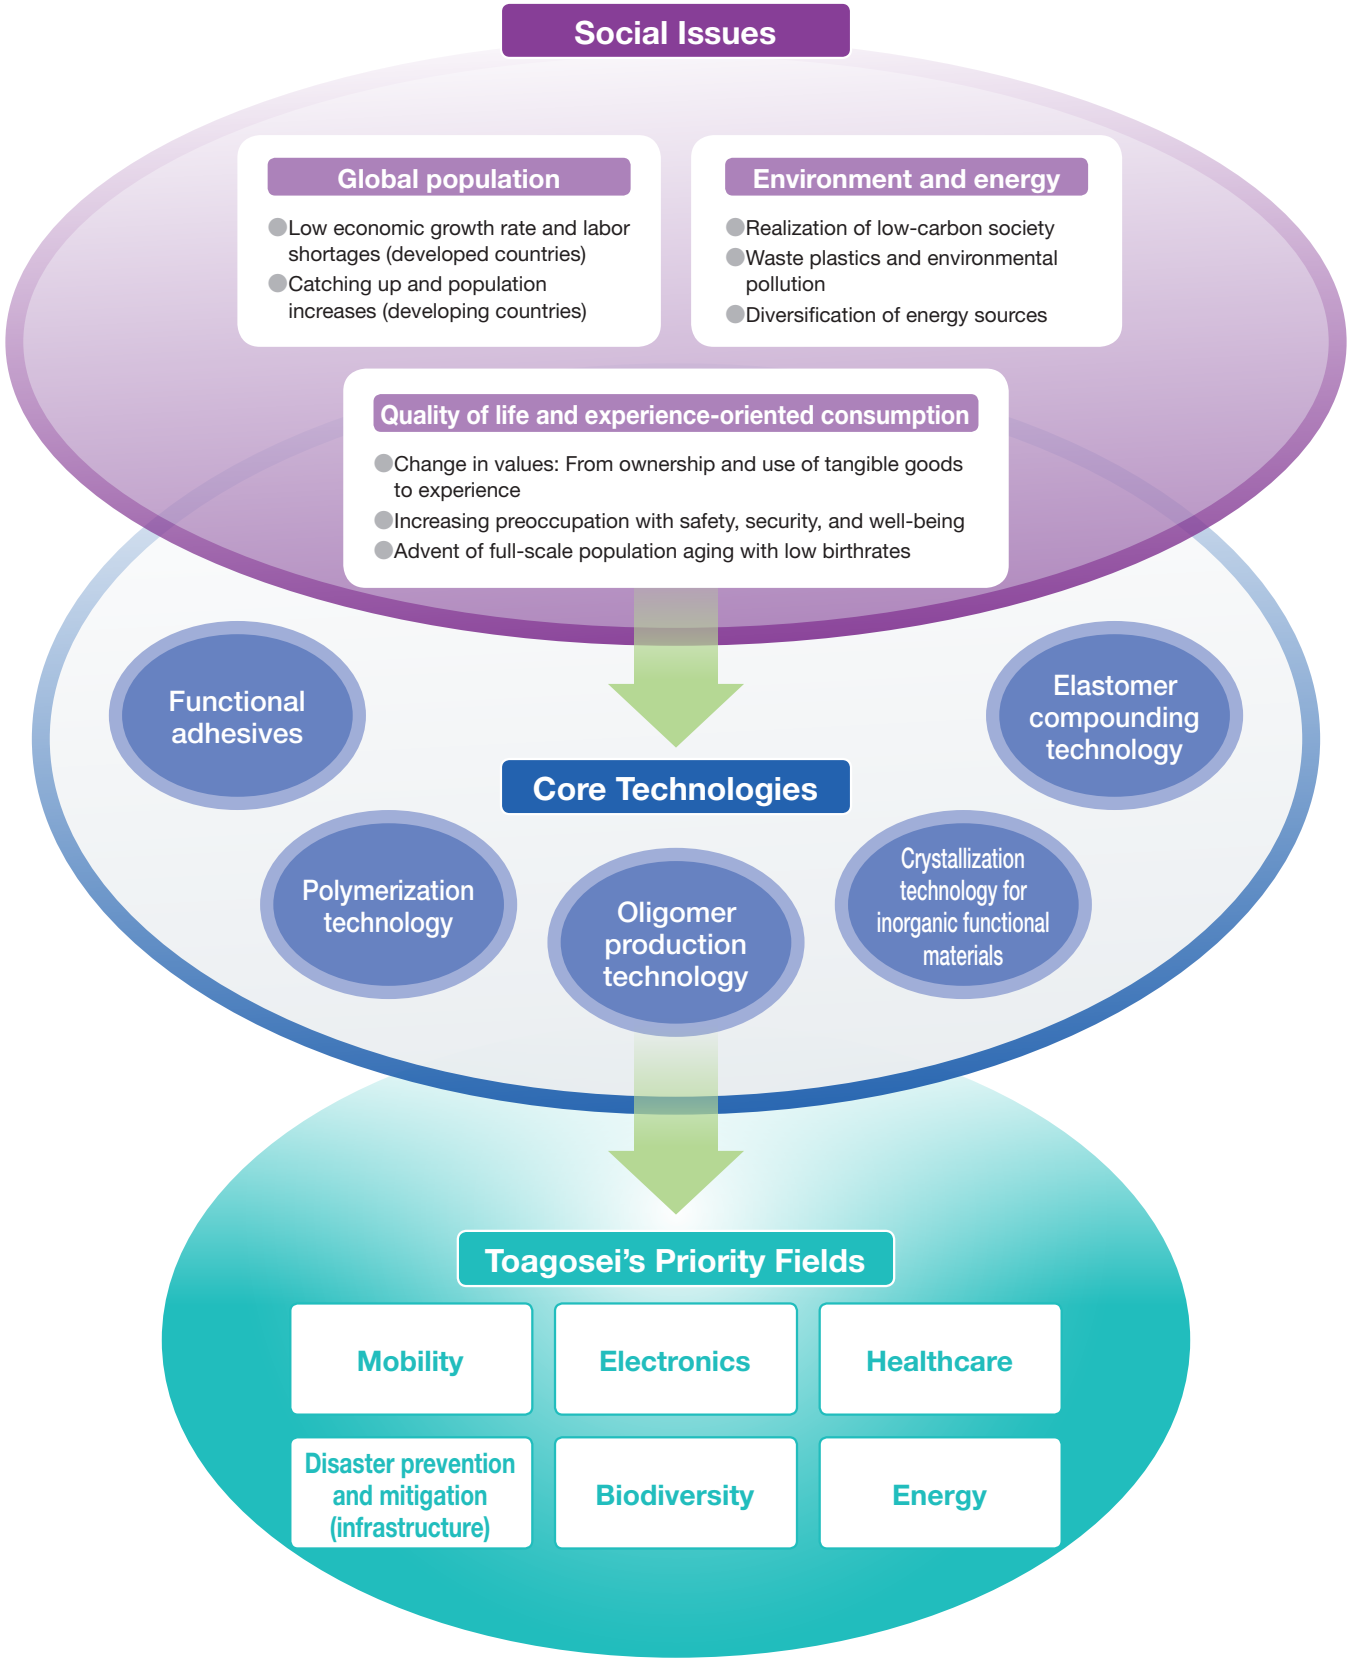 Social Issues
Global population
●Low economic growth rate and labor
shortages (developed countries)
●Catching up and population
increases (developing countries)
Environment and energy
●Realization of low-carbon society
●Waste plastics and environmental
pollution
●Diversification of energy sources
Quality of life and experience-oriented consumption
●Change in values: From ownership and use of tangible goods
to experience
●Increasing preoccupation with safety, security, and well-being
●Advent of full-scale population aging with low birthrates
Functional
adhesives
Elastomer
compounding
technology
Core Technologies
Polymerization
technology
Oligomer
production
technology
Crystallization
technology for
inorganic functional
materials
Toagosei’s Priority Fields
Mobility
Electronics
Healthcare
Disaster prevention
and mitigation
(infrastructure)
Biodiversity
Energy